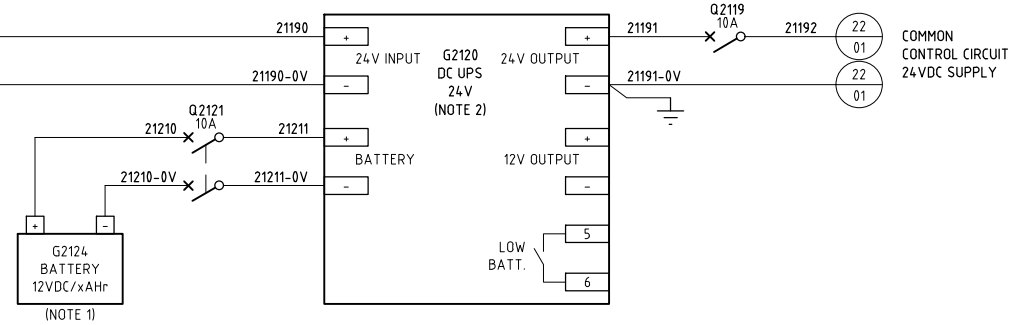 21190
+
24V INPUT
21190-0V
-
Q2121
10A
21210
21211
+
BATTERY
21210-0V
21211-0V
-
+
-
G2124
BATTERY
12VDC/xAHr
(NOTE 1)
G2120
DC UPS
24V
(NOTE 2)
+
24V OUTPUT
-
+
12V OUTPUT
-
5
LOW
BATT.
6
21191
Q2119
10A
21192
22
01
21191-0V
22
01
COMMON
CONTROL CIRCUIT
24VDC SUPPLY